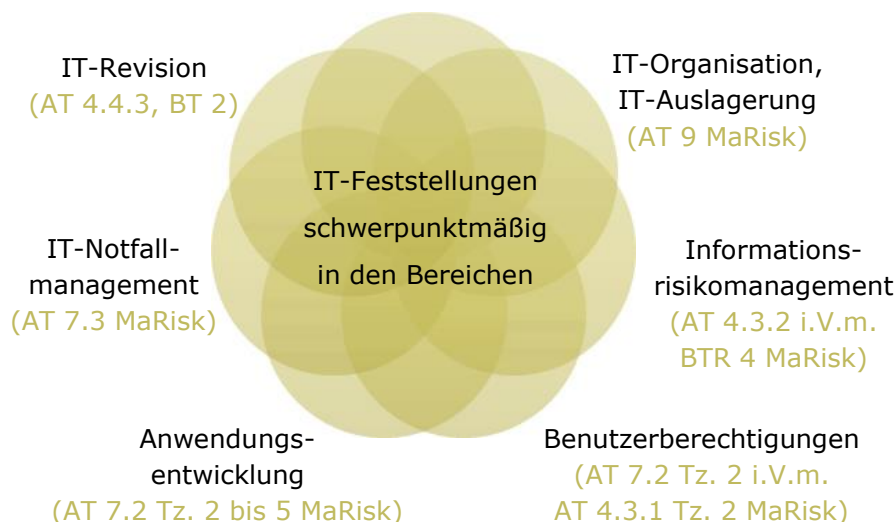 IT-Revision
(AT 4.4.3, BT 2)
IT-Organisation,
IT-Auslagerung
(AT 9 MaRisk)
IT-Feststellungen
schwerpunktmäßig
in den Bereichen
IT-Notfall-
management
(AT 7.3 MaRisk)
Informations-
risikomanagement
(AT 4.3.2 i.V.m.
BTR 4 MaRisk)
Anwendungs-
entwicklung
(AT 7.2 Tz. 2 bis 5 MaRisk)
Benutzerberechtigungen
(AT 7.2 Tz. 2 i.V.m.
AT 4.3.1 Tz. 2 MaRisk)